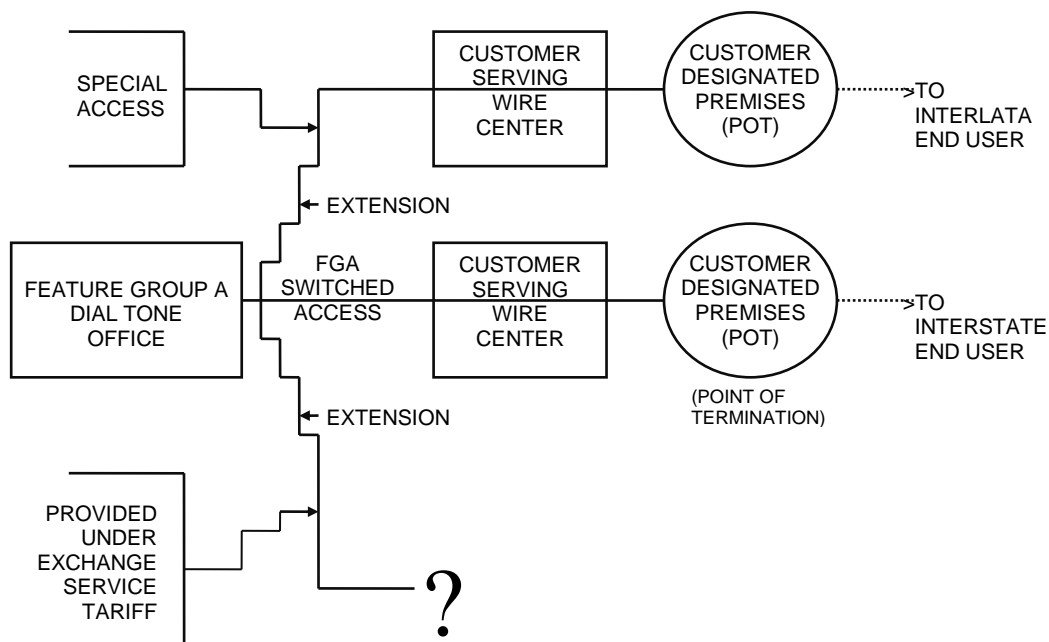 SPECIAL
ACCESS
CUSTOMER
SERVING
WIRE
CENTER
CUSTOMER
DESIGNATED
PREMISES
(POT)
>TO
INTERLATA
END USER
EXTENSION
FEATURE GROUP A
DIAL TONE
OFFICE
FGA
SWITCHED
ACCESS
CUSTOMER
SERVING
WIRE
CENTER
CUSTOMER
DESIGNATED
PREMISES
(POT)
>TO
INTERSTATE
END USER
(POINT OF
TERMINATION)
EXTENSION
PROVIDED
UNDER
EXCHANGE
SERVICE
TARIFF
?